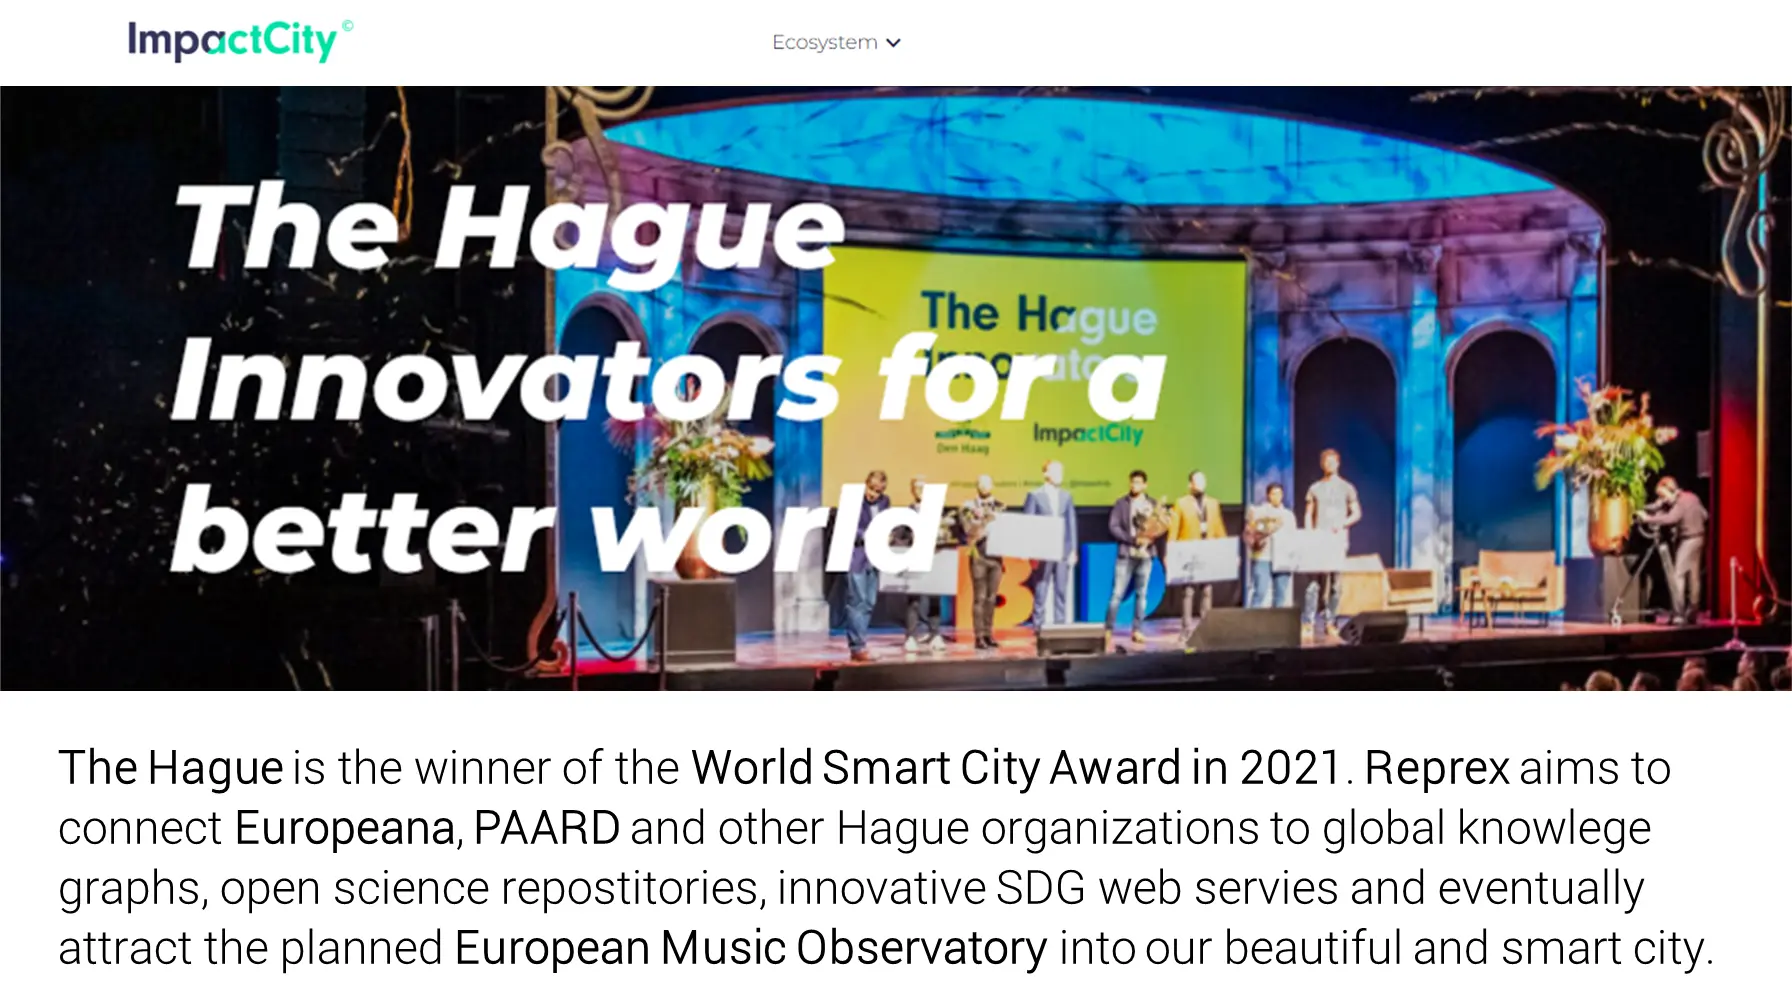 ImpactCity©
Ecosystem
The Hague
Innovators for a
better world
The Hague
ImpactCity
Den Haag
The Hague is the winner of the World Smart City Award in 2021. Reprex aims to
connect Europeana, PAARD and other Hague organizations to global knowlege
graphs, open science repostitories, innovative SDG web servies and eventually
attract the planned European Music Observatory into our beautiful and smart city.